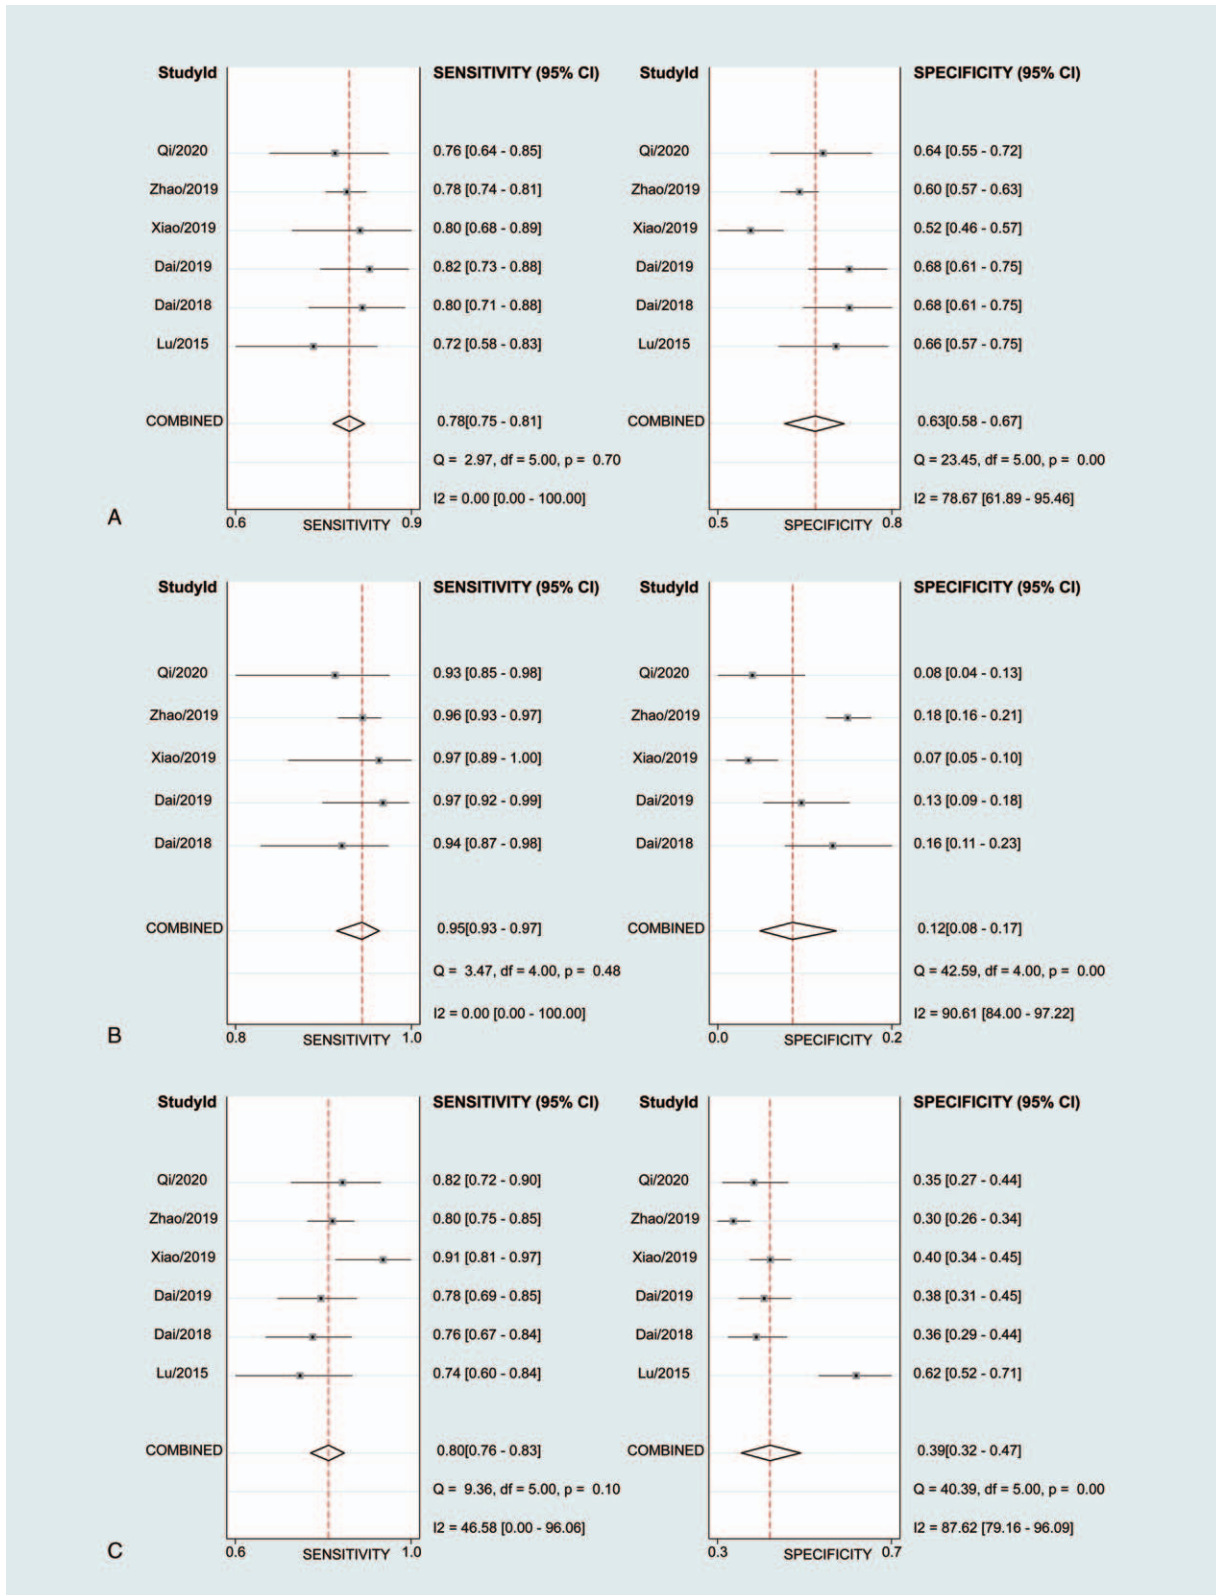 StudyId SENSITIVITY (95% CI) StudyId SPECIFICITY (95% CI)
Qi/2020 0.76 [0.64 - 0.85] Qi/2020 0.64 [0.55 - 0.72]
Zhao/2019 0.78 [0.74 - 0.81] Zhao/2019 0.60 [0.57 - 0.63]
Xiao/2019 0.80 [0.68 - 0.89] Xiao/2019 0.52 [0.46 - 0.57]
Dai/2019 0.82 [0.73 - 0.88] Dai/2019 0.68 [0.61 - 0.75]
Dai/2018 0.80 [0.71 - 0.88] Dai/2018 0.68 [0.61 - 0.75]
Lu/2015 0.72 [0.58 - 0.83] Lu/2015 0.66 [0.57 - 0.75]
COMBINED 0.78[0.75 - 0.81] COMBINED 0.63[0.58 - 0.67]
Q = 2.97, df = 5.00, p = 0.70 Q = 23.45, df = 5.00, p = 0.00
I2 = 0.00 [0.00 - 100.00] I2 = 78.67 [61.89 - 95.46]
A
0.6 SENSITIVITY 0.9 0.5 SPECIFICITY 0.8
StudyId SENSITIVITY (95% CI) StudyId SPECIFICITY (95% CI)
Qi/2020 0.93 [0.85 - 0.98] Qi/2020 0.08 [0.04 - 0.13]
Zhao/2019 0.96 [0.93 - 0.97] Zhao/2019 0.18 [0.16 - 0.21]
Xiao/2019 0.97 [0.89 - 1.00] Xiao/2019 0.07 [0.05 - 0.10]
Dai/2019 0.97 [0.92 - 0.99] Dai/2019 0.13 [0.09 - 0.18]
Dai/2018 0.94 [0.87 - 0.98] Dai/2018 0.16 [0.11 - 0.23]
COMBINED 0.95[0.93 - 0.97] COMBINED 0.12[0.08 - 0.17]
Q = 3.47, df = 4.00, p = 0.48 Q = 42.59, df = 4.00, p = 0.00
I2 = 0.00 [0.00 - 100.00] I2 = 90.61 [84.00 - 97.22]
B
0.8 SENSITIVITY 1.0 0.0 SPECIFICITY 0.2
StudyId SENSITIVITY (95% CI) StudyId SPECIFICITY (95% CI)
Qi/2020 0.82 [0.72 - 0.90] Qi/2020 0.35 [0.27 - 0.44]
Zhao/2019 0.80 [0.75 - 0.85] Zhao/2019 0.30 [0.26 - 0.34]
Xiao/2019 0.91 [0.81 - 0.97] Xiao/2019 0.40 [0.34 - 0.45]
Dai/2019 0.78 [0.69 - 0.85] Dai/2019 0.38 [0.31 - 0.45]
Dai/2018 0.76 [0.67 - 0.84] Dai/2018 0.36 [0.29 - 0.44]
Lu/2015 0.74 [0.60 - 0.84] Lu/2015 0.62 [0.52 - 0.71]
COMBINED 0.80[0.76 - 0.83] COMBINED 0.39[0.32 - 0.47]
Q = 9.36, df = 5.00, p = 0.10 Q = 40.39, df = 5.00, p = 0.00
I2 = 46.58 [0.00 - 96.06] I2 = 87.62 [79.16 - 96.09]
C
0.6 SENSITIVITY 1.0 0.3 SPECIFICITY 0.7